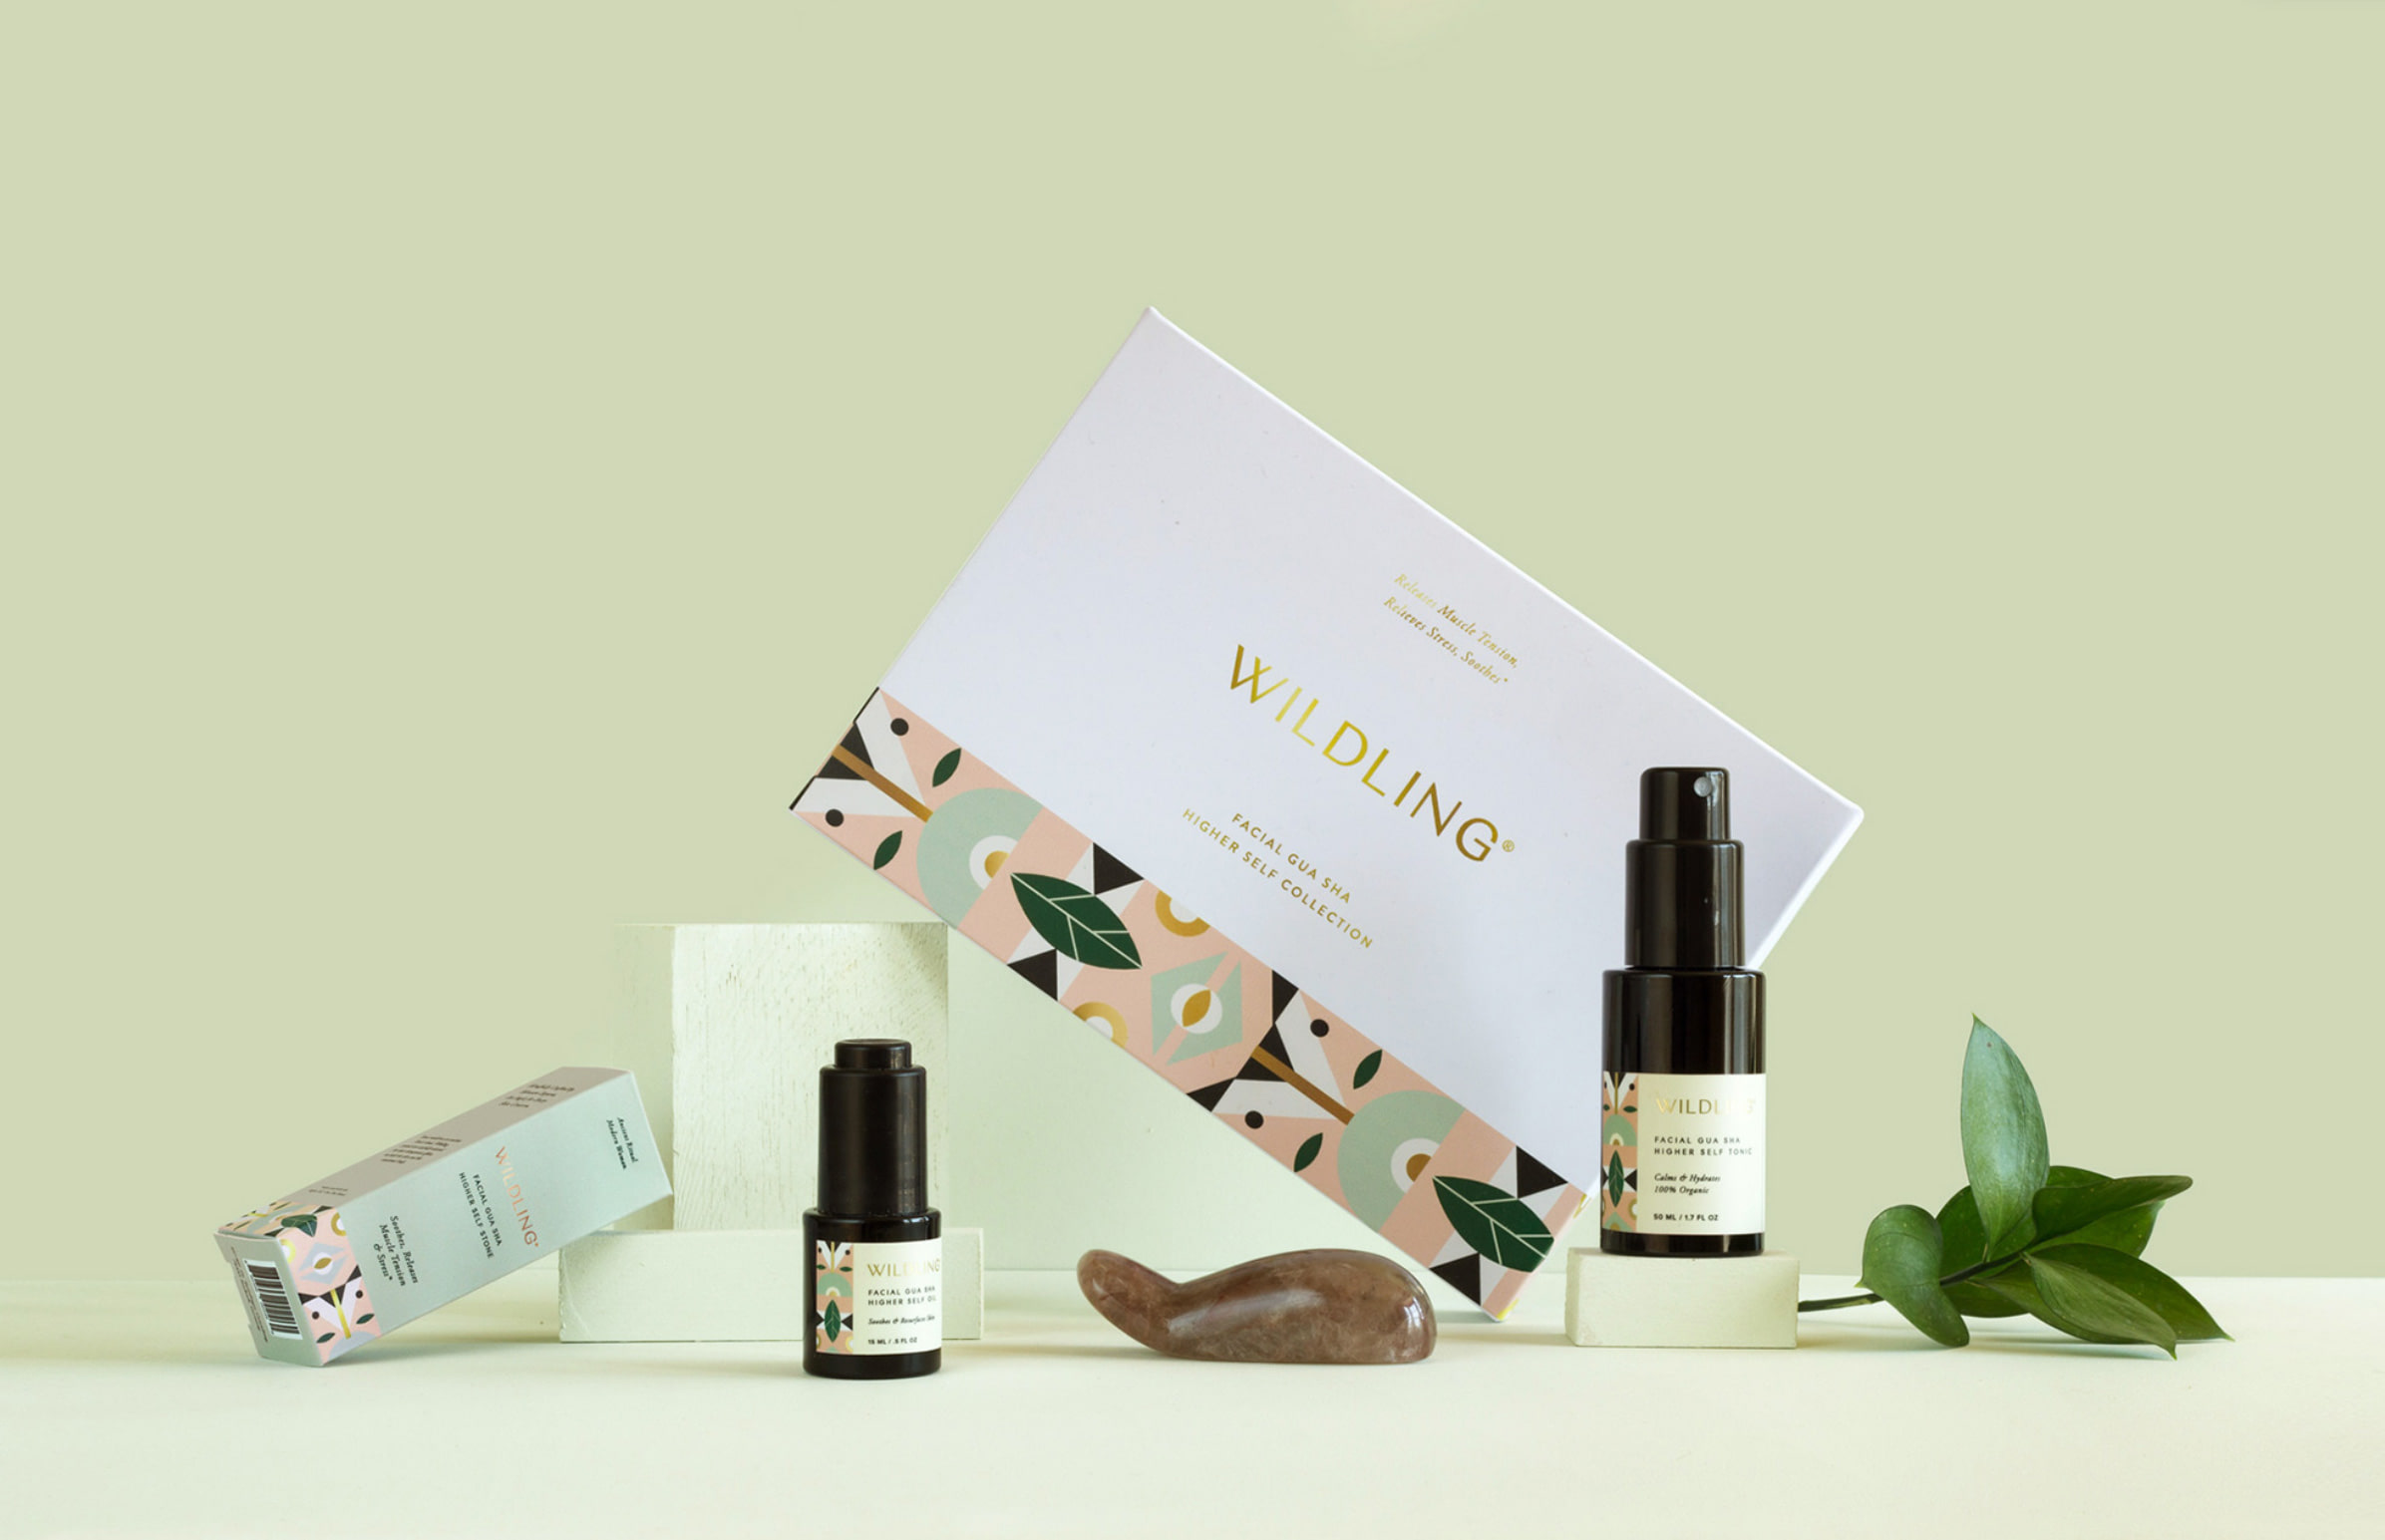 Releases Muscle Tension,
Relieves Stress, Soothes*
WILDLING®
FACIAL GUA SHA
HIGHER SELF COLLECTION
Ancient Ritual
Modern Woman
WILDLING®
FACIAL GUA SHA
HIGHER SELF STONE
Soothes, Releases
Muscle Tension
& Stress*
WILDLING
FACIAL GUA SHA
HIGHER SELF OIL
Soothes & Resurfaces Skin
15 ML / .5 FL OZ
WILDLING®
FACIAL GUA SHA
HIGHER SELF TONIC
Calms & Hydrates
100% Organic
50 ML / 1.7 FL OZ